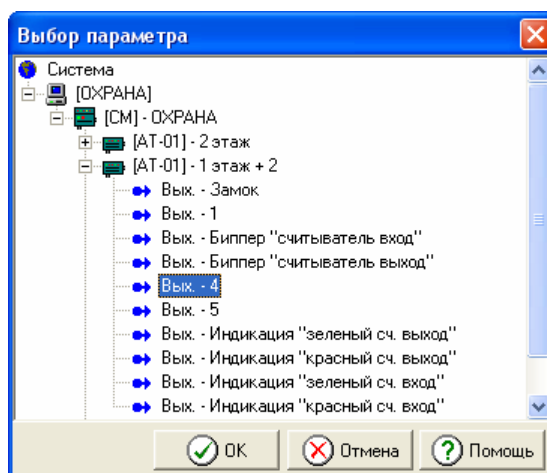 Выбор параметра
Система
[ОХРАНА]
[СМ] - ОХРАНА
[АТ-01] - 2 этаж
[АТ-01] - 1 этаж + 2
Вых. - Замок
Вых. - 1
Вых. - Биппер "считыватель вход"
Вых. - Биппер "считыватель выход"
Вых. - 4
Вых. - 5
Вых. - Индикация "зеленый сч. выход"
Вых. - Индикация "красный сч. выход"
Вых. - Индикация "зеленый сч. вход"
Вых. - Индикация "красный сч. вход"
OK Отмена Помощь